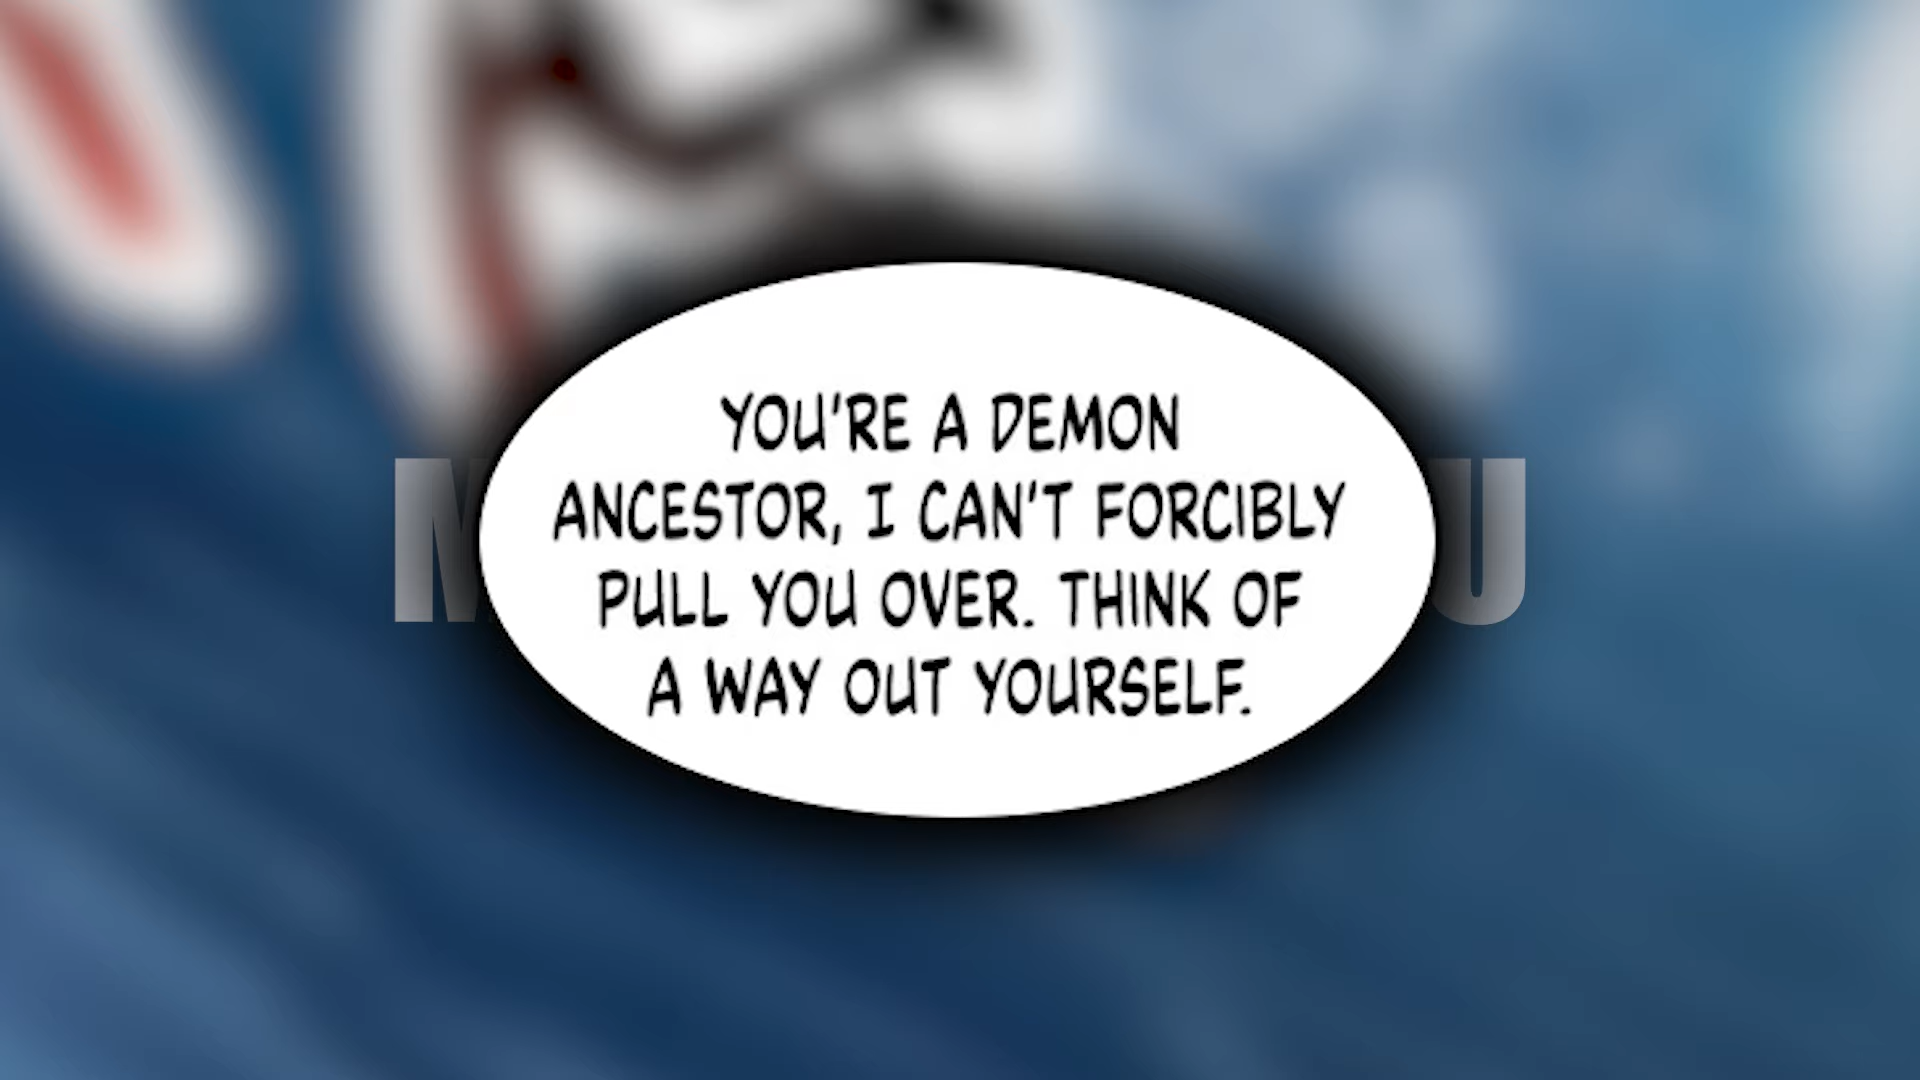 YOU'RE A DEMON
ANCESTOR, I CAN'T FORCIBLY
PULL YOU OVER. THINK OF
A WAY OUT YOURSELF.